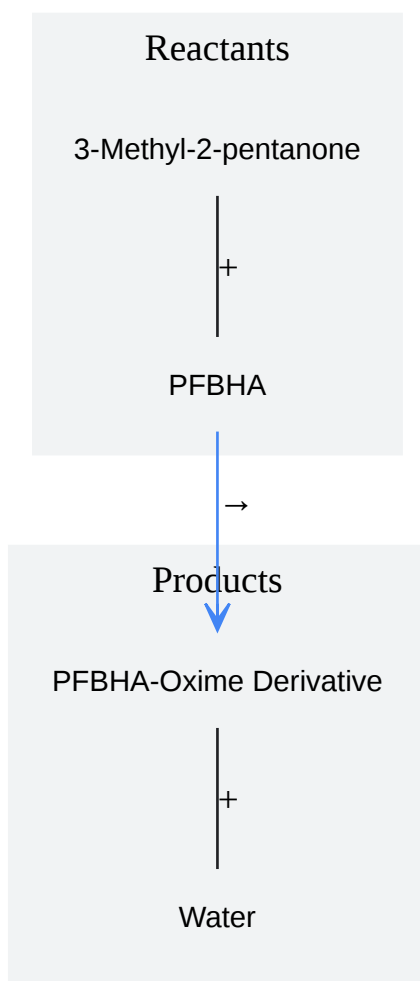 Reactants
3-Methyl-2-pentanone
+
PFBHA
→
Products
PFBHA-Oxime Derivative
+
Water